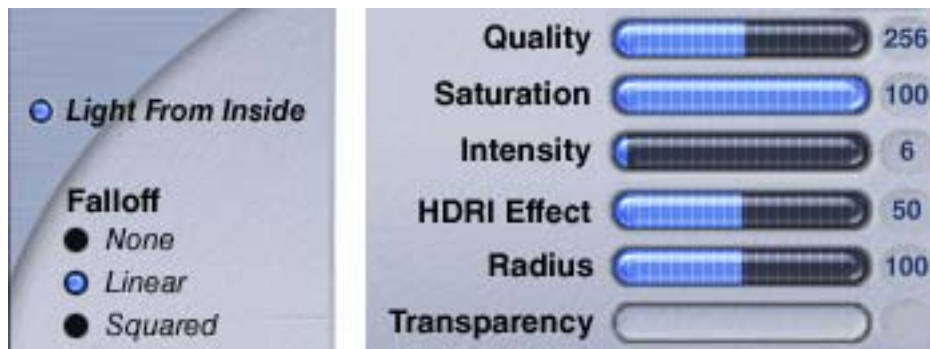 Light From Inside
Falloff
None
Linear
Squared
Quality 256
Saturation 100
Intensity 6
HDRI Effect 50
Radius 100
Transparency